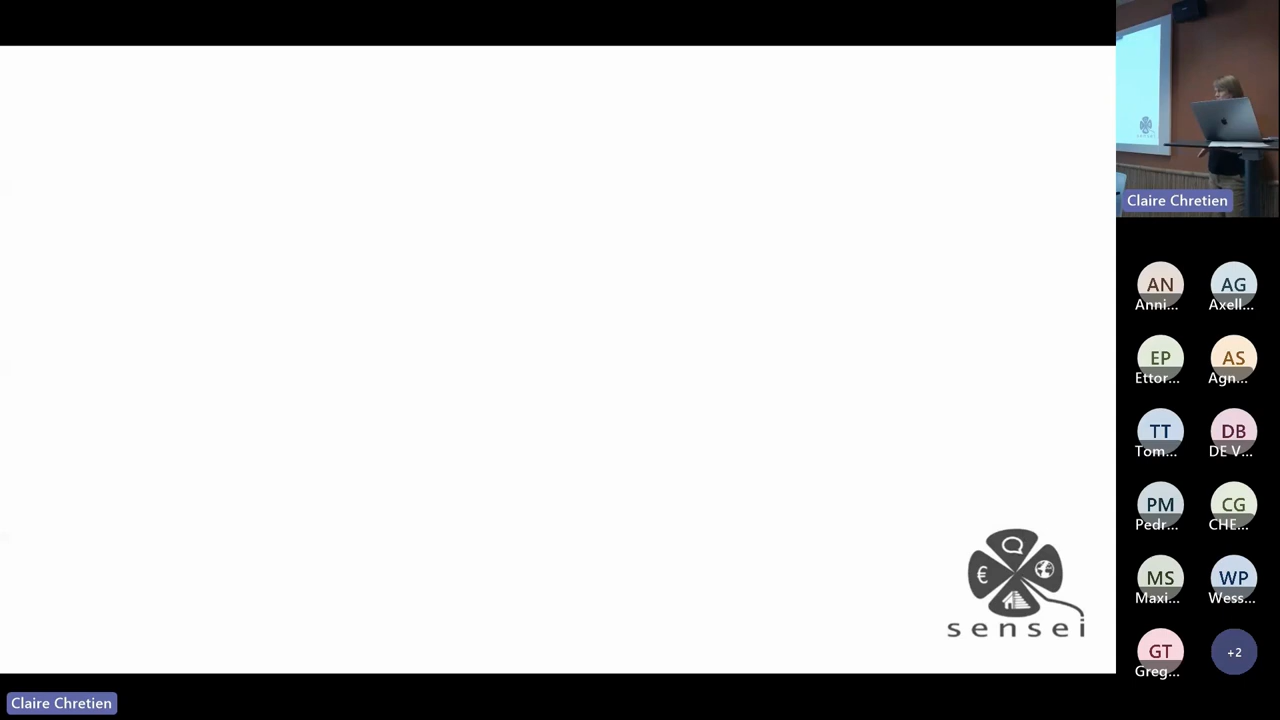 €
sensei
Claire Chretien
AN
Anni...
AG
Axell...
EP
Ettor...
AS
Agn...
TT
Tom...
DB
DE V...
PM
Pedr...
CG
CHE...
MS
Maxi...
WP
Wess...
GT
Greg...
+2
Claire Chretien